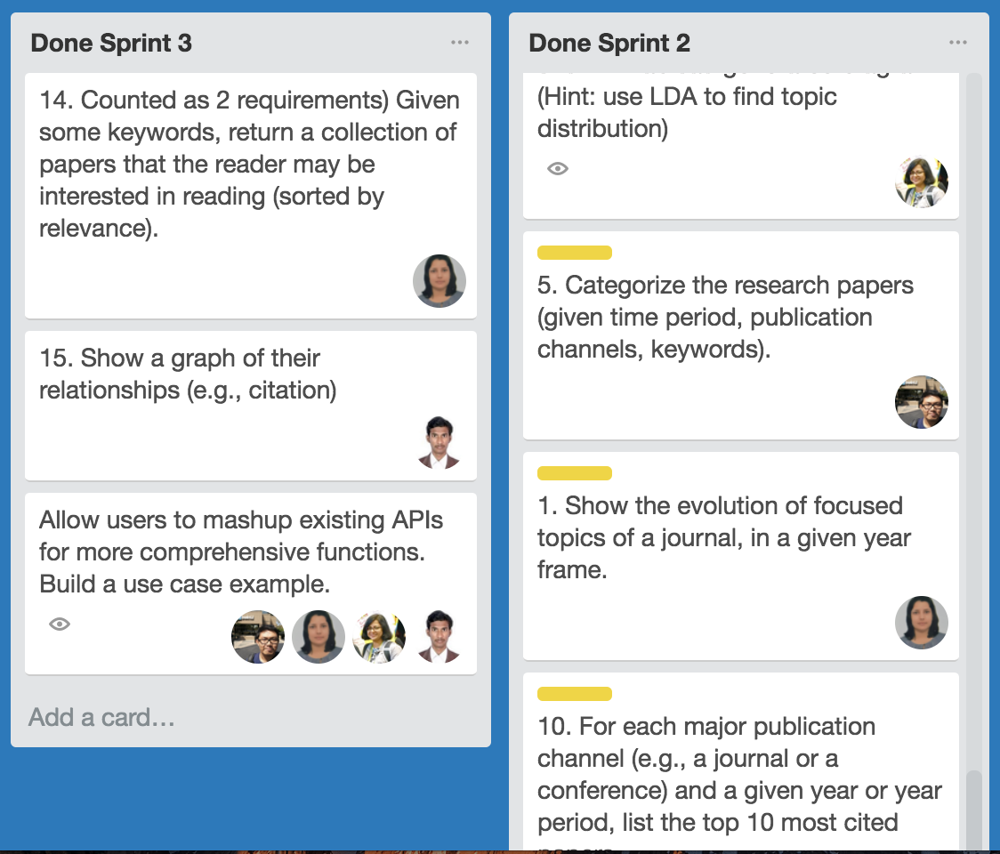 Done Sprint 3
14. Counted as 2 requirements) Given
some keywords, return a collection of
papers that the reader may be
interested in reading (sorted by
relevance).
15. Show a graph of their
relationships (e.g., citation)
Allow users to mashup existing APIs
for more comprehensive functions.
Build a use case example.
Add a card…
Done Sprint 2
(Hint: use LDA to find topic
distribution)
5. Categorize the research papers
(given time period, publication
channels, keywords).
1. Show the evolution of focused
topics of a journal, in a given year
frame.
10. For each major publication
channel (e.g., a journal or a
conference) and a given year or year
period, list the top 10 most cited